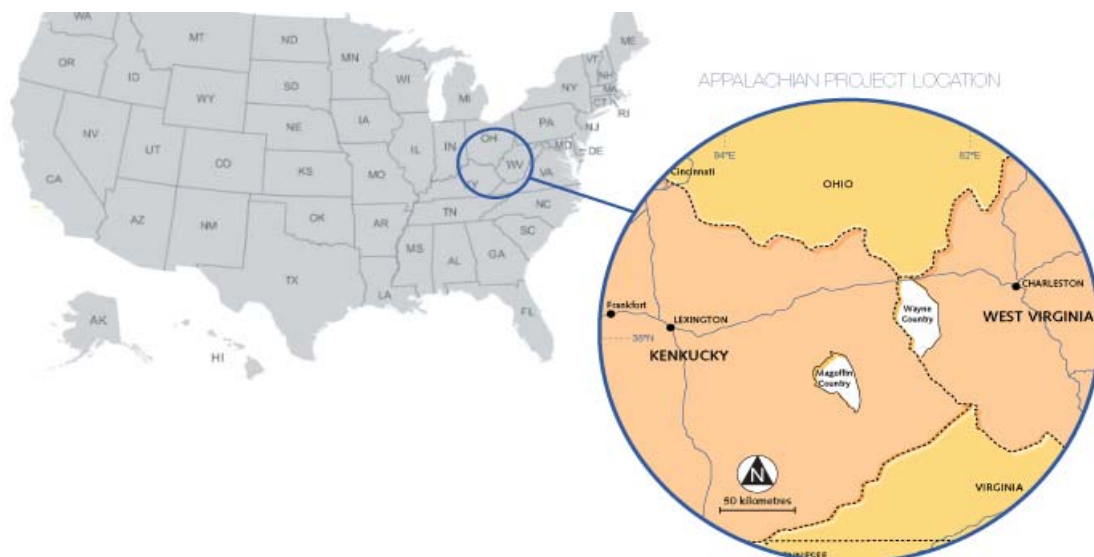 WA
MT
ND
MN
ME
OR
ID
SD
WI
VT
NH
WY
MI
NY
MA
CT
RI
NV
NE
IA
PA
NJ
UT
CO
IL
IN
OH
MD
DE
CA
KS
MO
WV
VA
KY
AZ
NM
OK
AR
TN
NC
SC
MS
AL
GA
TX
LA
FL
AK
HI
APPALACHIAN PROJECT LOCATION
84°E
82°E
Cincinnati
OHIO
Frankfort
LEXINGTON
38°N
KENKUCKY
Wayne
Country
CHARLESTON
WEST VIRGINIA
Magoffin
Country
N
50 kilometres
VIRGINIA